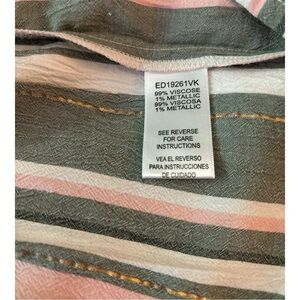 ED19261VK
99% VISCOSE
1% METALLIC
99% VISCOSA
1% METALLIC
SEE REVERSE
FOR CARE
INSTRUCTIONS
VEA EL REVERSO
PARA INSTRUCCIONES
DE CUIDADO